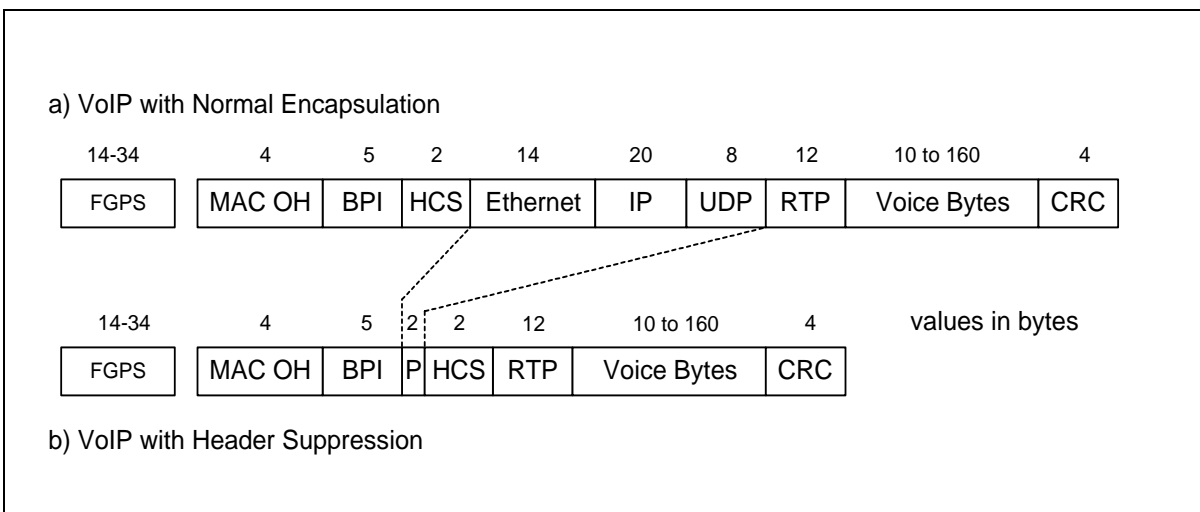 a) VoIP with Normal Encapsulation
14-34 4 5 2 14 20 8 12 10 to 160 4
FGPS MAC OH BPI HCS Ethernet IP UDP RTP Voice Bytes CRC
14-34 4 5 2 2 12 10 to 160 4 values in bytes
FGPS MAC OH BPI P HCS RTP Voice Bytes CRC
b) VoIP with Header Suppression